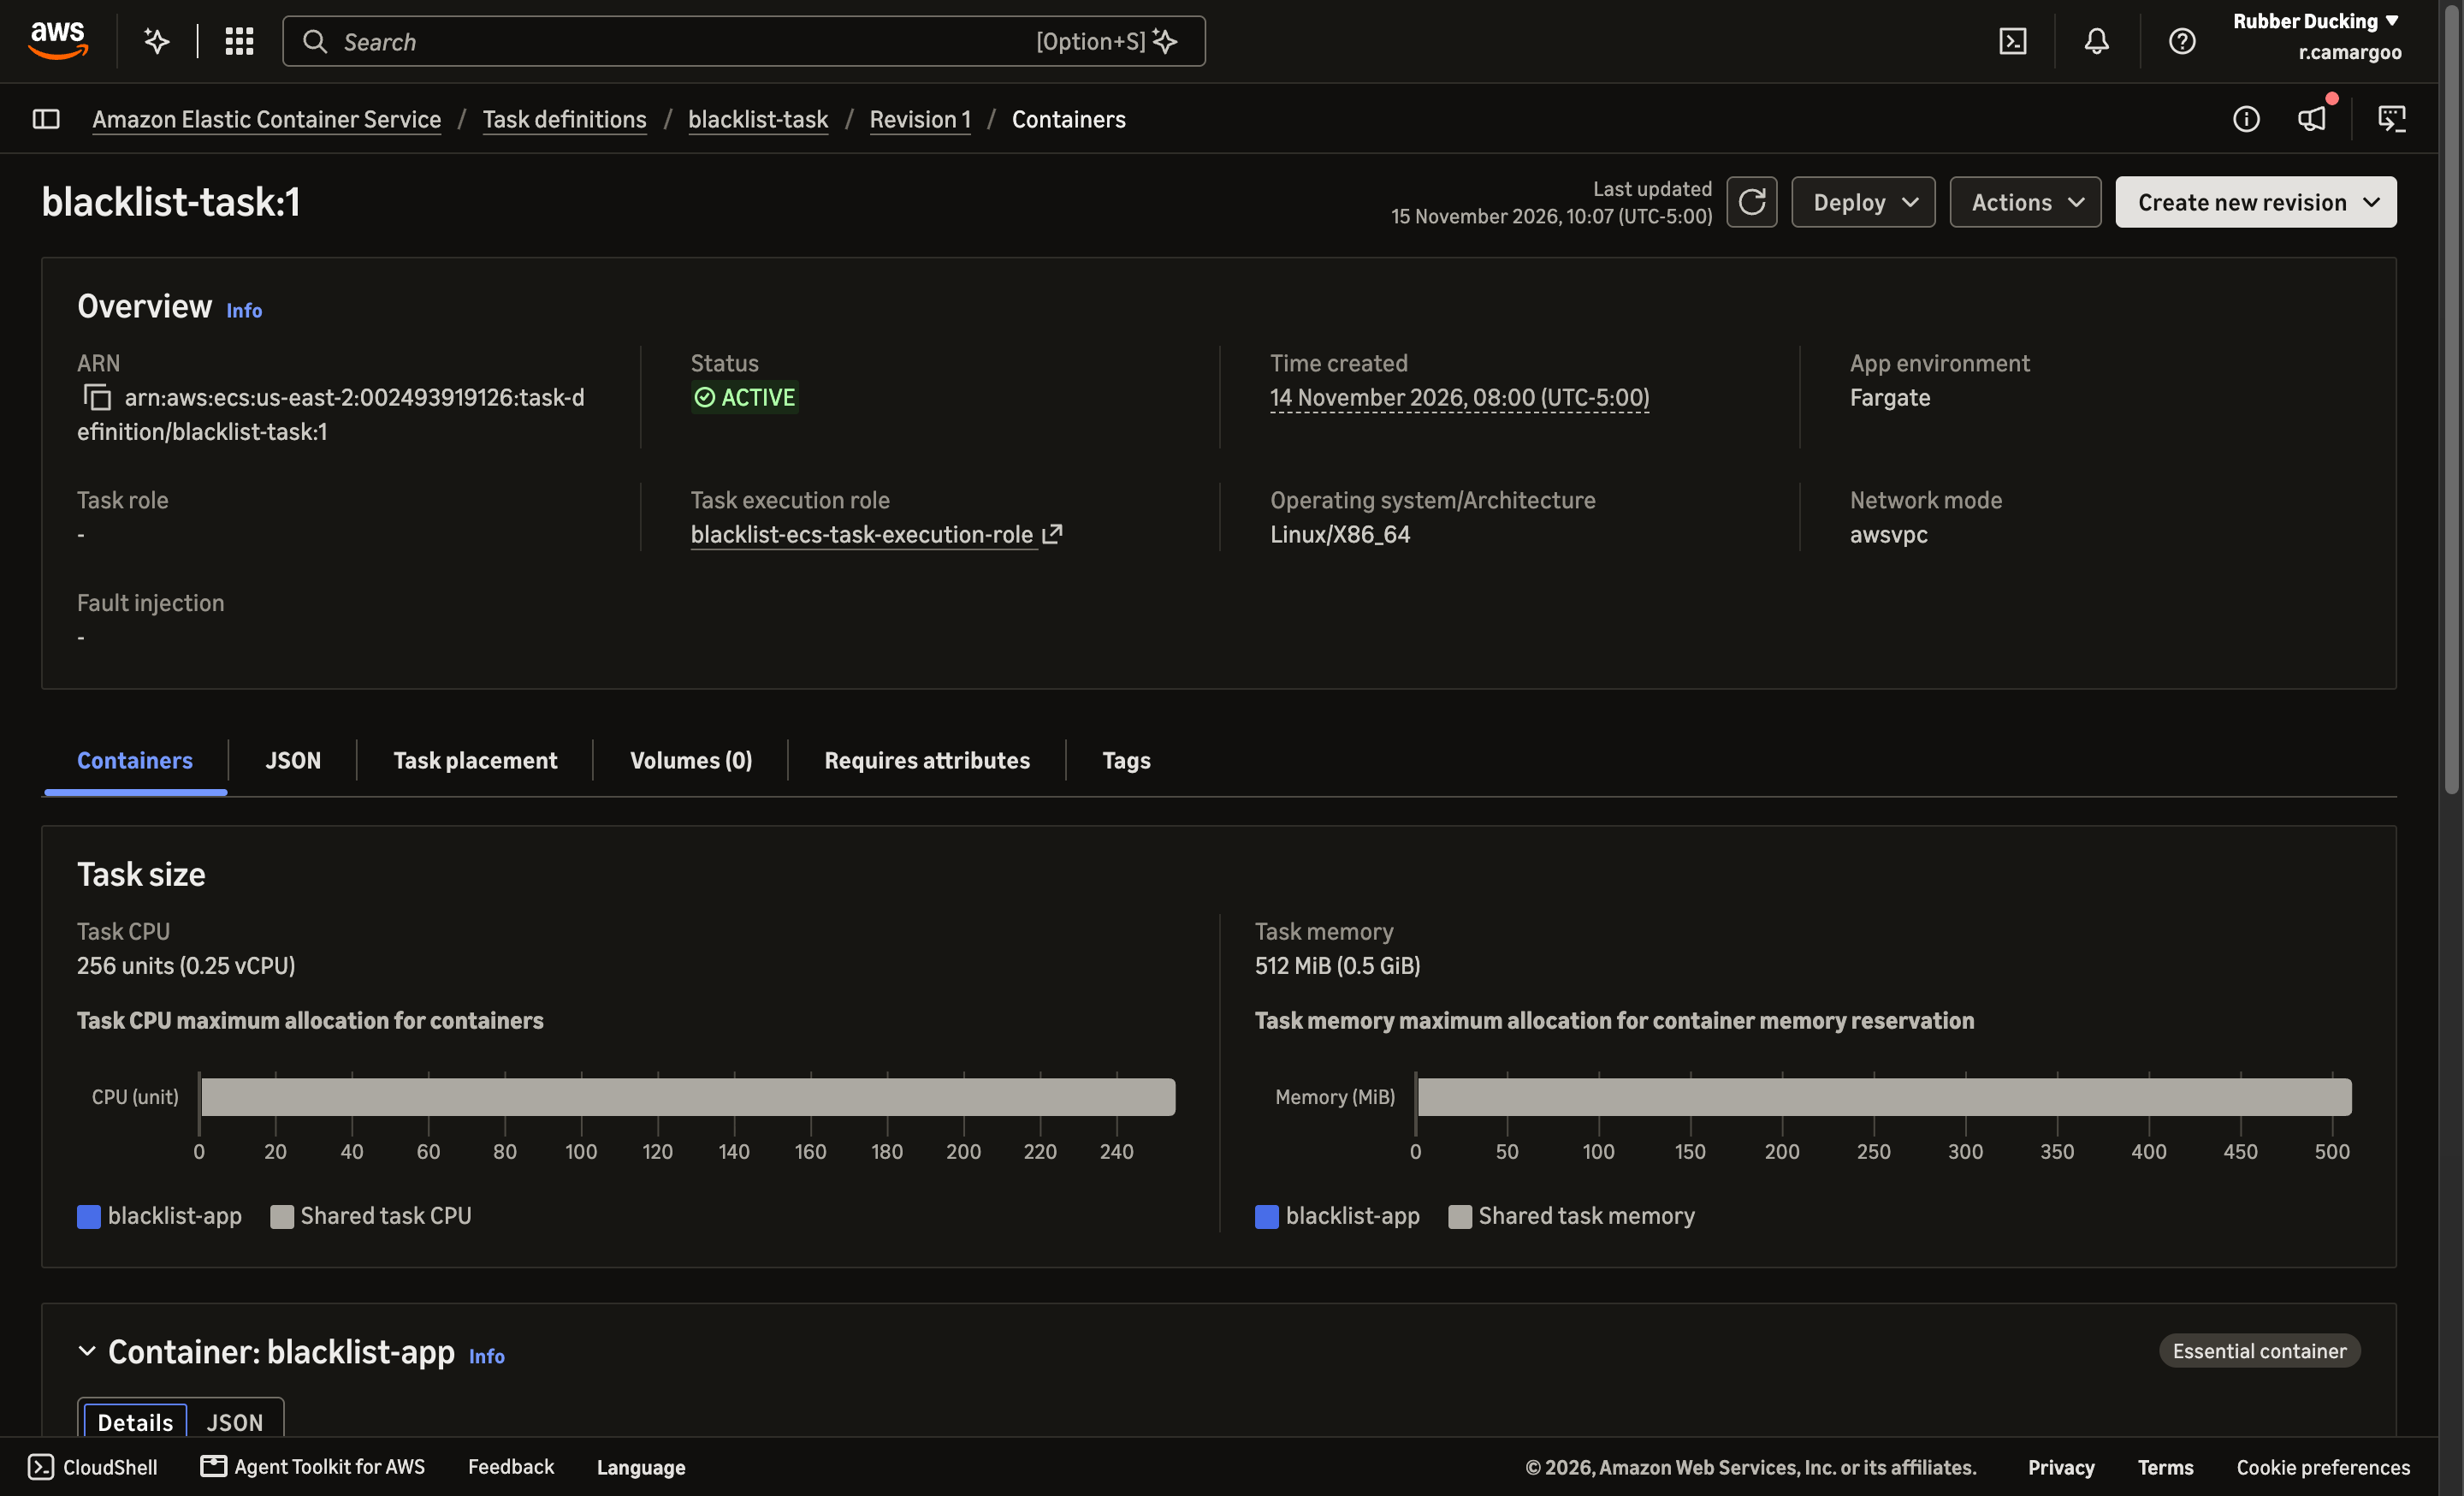 aws
Search
[Option+S]
Rubber Ducking
r.camargoo
Amazon Elastic Container Service / Task definitions / blacklist-task / Revision 1 / Containers
blacklist-task:1
Last updated
15 November 2026, 10:07 (UTC-5:00)
Deploy
Actions
Create new revision
Overview Info
ARN
arn:aws:ecs:us-east-2:002493919126:task-d
efinition/blacklist-task:1
Status
ACTIVE
Time created
14 November 2026, 08:00 (UTC-5:00)
App environment
Fargate
Task role
-
Task execution role
blacklist-ecs-task-execution-role
Operating system/Architecture
Linux/X86_64
Network mode
awsvpc
Fault injection
-
Containers
JSON
Task placement
Volumes (0)
Requires attributes
Tags
Task size
Task CPU
256 units (0.25 vCPU)
Task CPU maximum allocation for containers
CPU (unit)
0 20 40 60 80 100 120 140 160 180 200 220 240
blacklist-app
Shared task CPU
Task memory
512 MiB (0.5 GiB)
Task memory maximum allocation for container memory reservation
Memory (MiB)
0 50 100 150 200 250 300 350 400 450 500
blacklist-app
Shared task memory
Container: blacklist-app Info
Essential container
Details
JSON
CloudShell
Agent Toolkit for AWS
Feedback
Language
© 2026, Amazon Web Services, Inc. or its affiliates.
Privacy
Terms
Cookie preferences